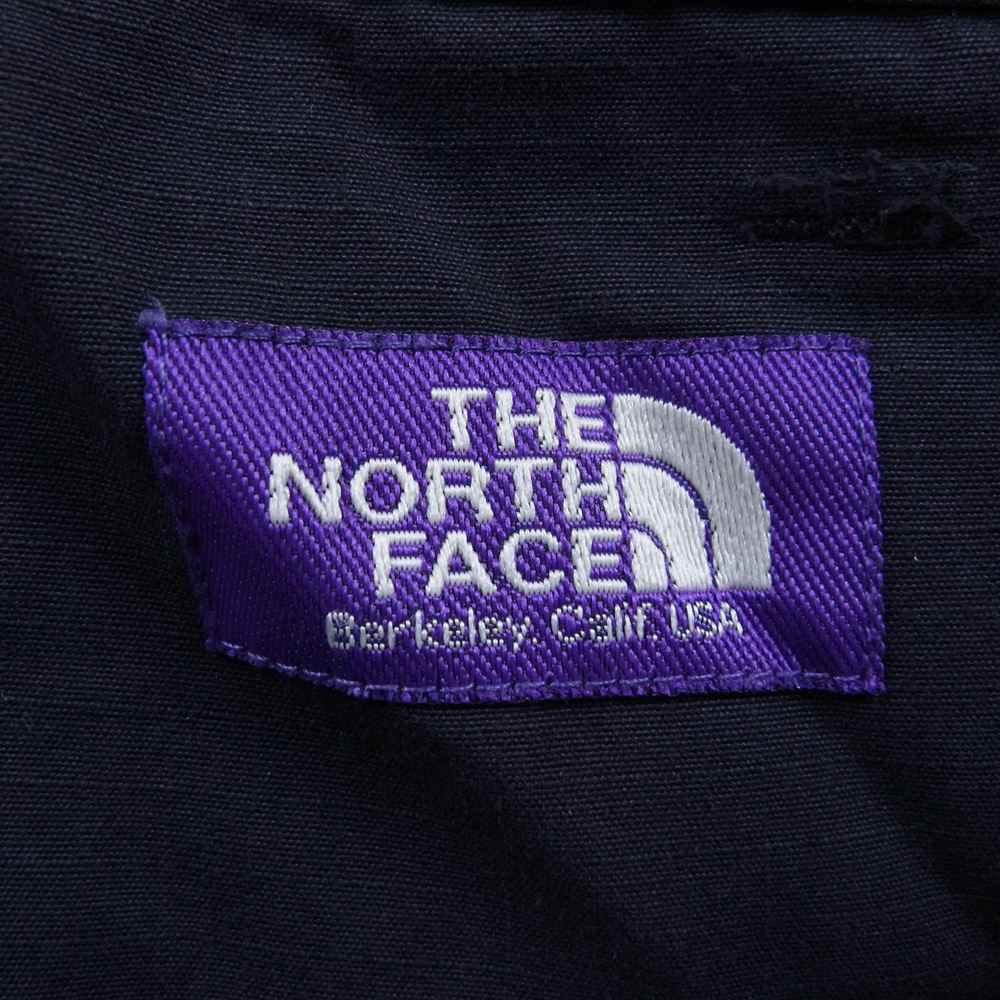 THE
NORTH
FACE
Berkeley. Calif. USA